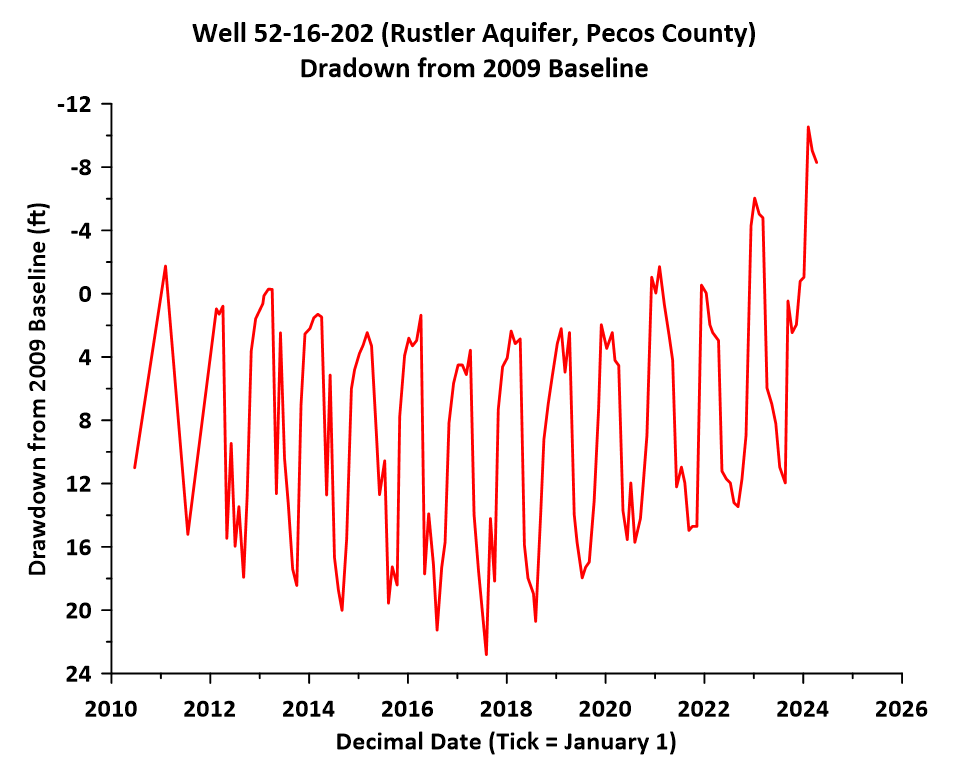 Well 52-16-202 (Rustler Aquifer, Pecos County)
Dradown from 2009 Baseline
-12
-8
-4
0
4
8
12
16
20
24
Drawdown from 2009 Baseline (ft)
2010 2012 2014 2016 2018 2020 2022 2024 2026
Decimal Date (Tick = January 1)